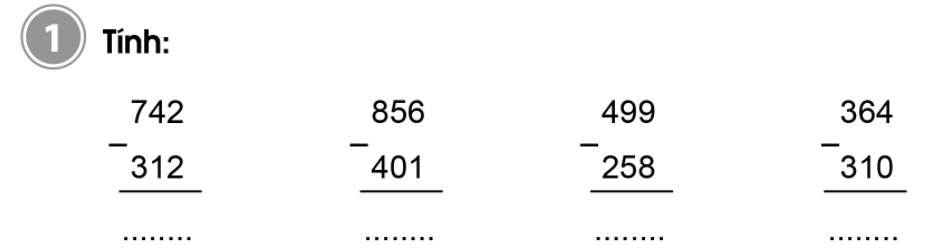 1 Tính:
742 856 499 364
- - - -
312 401 258 310
........ ........ ........ ........